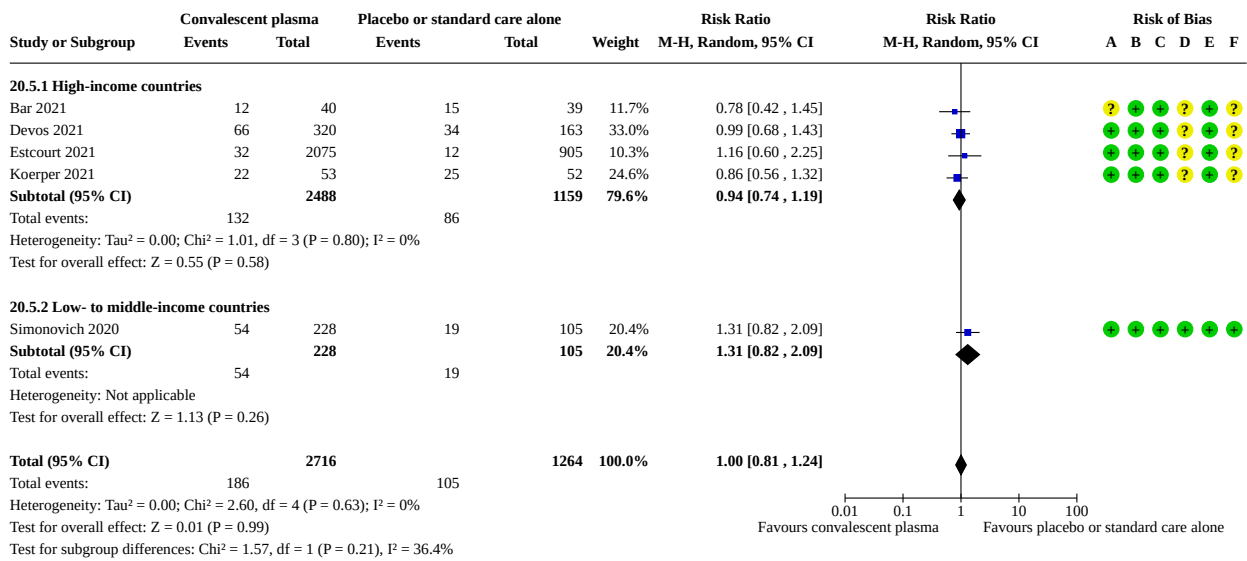 Convalescent plasma Placebo or standard care alone Risk Ratio Risk Ratio Risk of Bias
Study or Subgroup Events Total Events Total Weight M-H, Random, 95% CI M-H, Random, 95% CI A B C D E F
20.5.1 High-income countries
Bar 2021 12 40 15 39 11.7% 0.78 [0.42 , 1.45] ? + + ? + ?
Devos 2021 66 320 34 163 33.0% 0.99 [0.68 , 1.43] + + + ? + ?
Estcourt 2021 32 2075 12 905 10.3% 1.16 [0.60 , 2.25] + + + ? + ?
Koerper 2021 22 53 25 52 24.6% 0.86 [0.56 , 1.32] + + + ? + ?
Subtotal (95% CI) 2488 1159 79.6% 0.94 [0.74 , 1.19]
Total events: 132 86
Heterogeneity: Tau² = 0.00; Chi² = 1.01, df = 3 (P = 0.80); I² = 0%
Test for overall effect: Z = 0.55 (P = 0.58)
20.5.2 Low- to middle-income countries
Simonovich 2020 54 228 19 105 20.4% 1.31 [0.82 , 2.09] + + + + + +
Subtotal (95% CI) 228 105 20.4% 1.31 [0.82 , 2.09]
Total events: 54 19
Heterogeneity: Not applicable
Test for overall effect: Z = 1.13 (P = 0.26)
Total (95% CI) 2716 1264 100.0% 1.00 [0.81 , 1.24]
Total events: 186 105
Heterogeneity: Tau² = 0.00; Chi² = 2.60, df = 4 (P = 0.63); I² = 0%
0.01 0.1 1 10 100
Test for overall effect: Z = 0.01 (P = 0.99)
Favours convalescent plasma Favours placebo or standard care alone
Test for subgroup differences: Chi² = 1.57, df = 1 (P = 0.21), I² = 36.4%